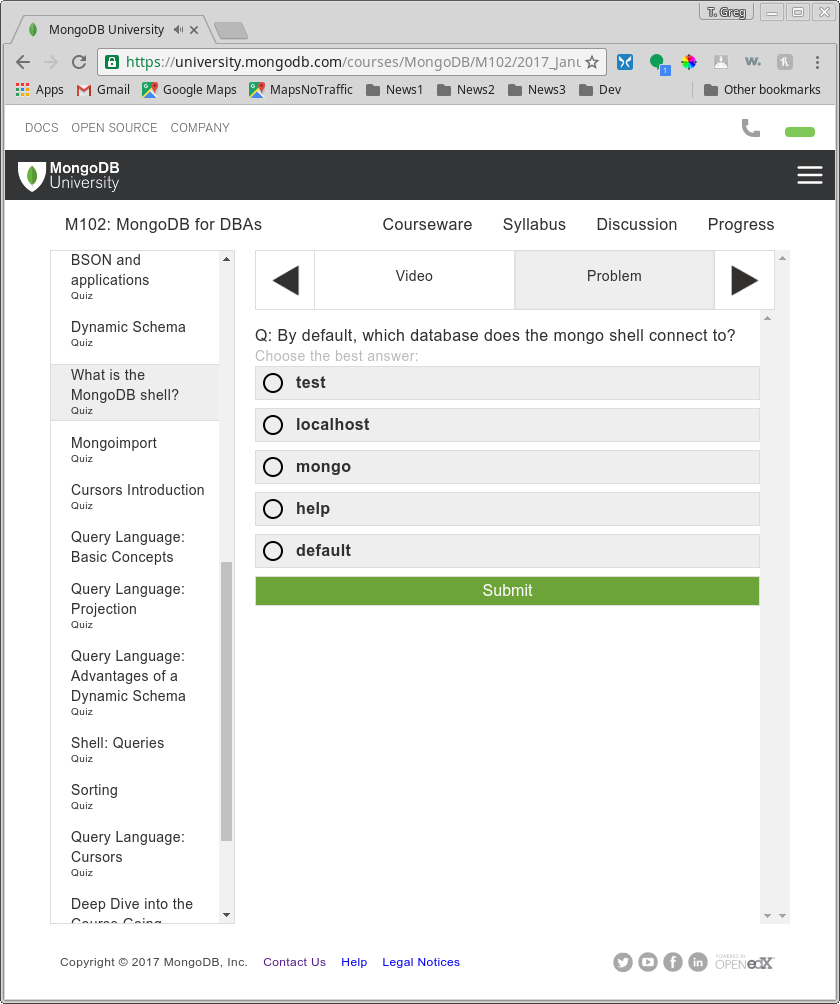 T. Greg
MongoDB University
https://university.mongodb.com/courses/MongoDB/M102/2017_Janu
1
w.
Apps Gmail Google Maps MapsNoTraffic News1 News2 News3 Dev Other bookmarks
DOCS OPEN SOURCE COMPANY
MongoDB
University
M102: MongoDB for DBAs Courseware Syllabus Discussion Progress
BSON and
applications
Quiz
Dynamic Schema
Quiz
What is the
MongoDB shell?
Quiz
Mongoimport
Quiz
Cursors Introduction
Quiz
Query Language:
Basic Concepts
Query Language:
Projection
Quiz
Query Language:
Advantages of a
Dynamic Schema
Quiz
Shell: Queries
Quiz
Sorting
Quiz
Query Language:
Cursors
Quiz
Deep Dive into the
Course Going
Video Problem
Q: By default, which database does the mongo shell connect to?
Choose the best answer:
test
localhost
mongo
help
default
Submit
Copyright © 2017 MongoDB, Inc. Contact Us Help Legal Notices
POWERED BY
OPEN edX